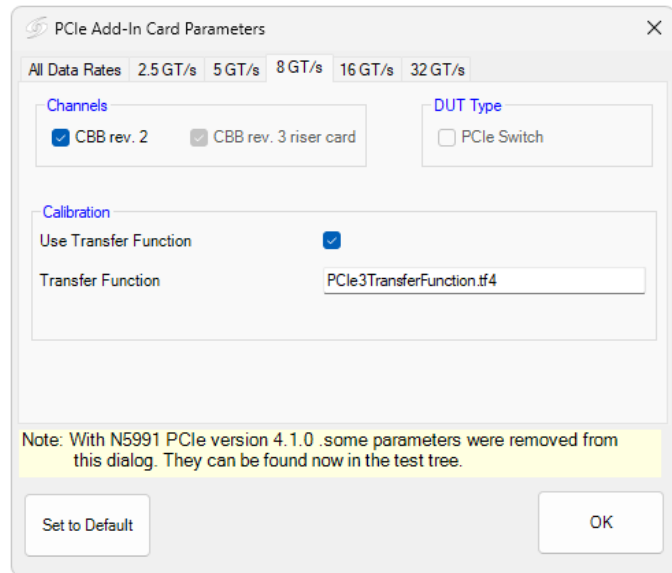 PCIe Add-In Card Parameters
All Data Rates 2.5 GT/s 5 GT/s 8 GT/s 16 GT/s 32 GT/s
Channels
CBB rev. 2 CBB rev. 3 riser card
DUT Type
PCIe Switch
Calibration
Use Transfer Function
Transfer Function PCIe3TransferFunction.tf4
Note: With N5991 PCIe version 4.1.0 .some parameters were removed from
this dialog. They can be found now in the test tree.
Set to Default OK